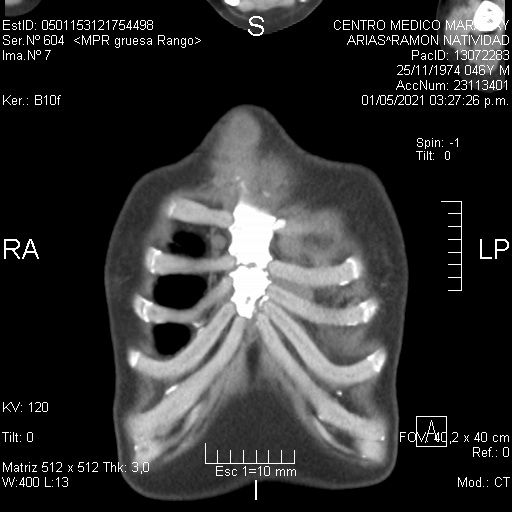 EstID: 0501153121754498
Ser.Nº 604 <MPR gruesa Rango>
Ima.Nº 7
Ker.: B10f
S
CENTRO MEDICO
ARIAS^RAMON NATIVIDAD
PacID: 13072283
25/11/1974 046Y M
AccNum: 23113401
01/05/2021 03:27:26 p.m.
Spin: -1
Tilt: 0
RA
LP
KV: 120
Tilt: 0
Matriz 512 x 512 Thk: 3,0
W:400 L:13
Esc 1=10 mm
I
A
FOV: 40,2 x 40 cm
Ref.: 0
Mod.: CT